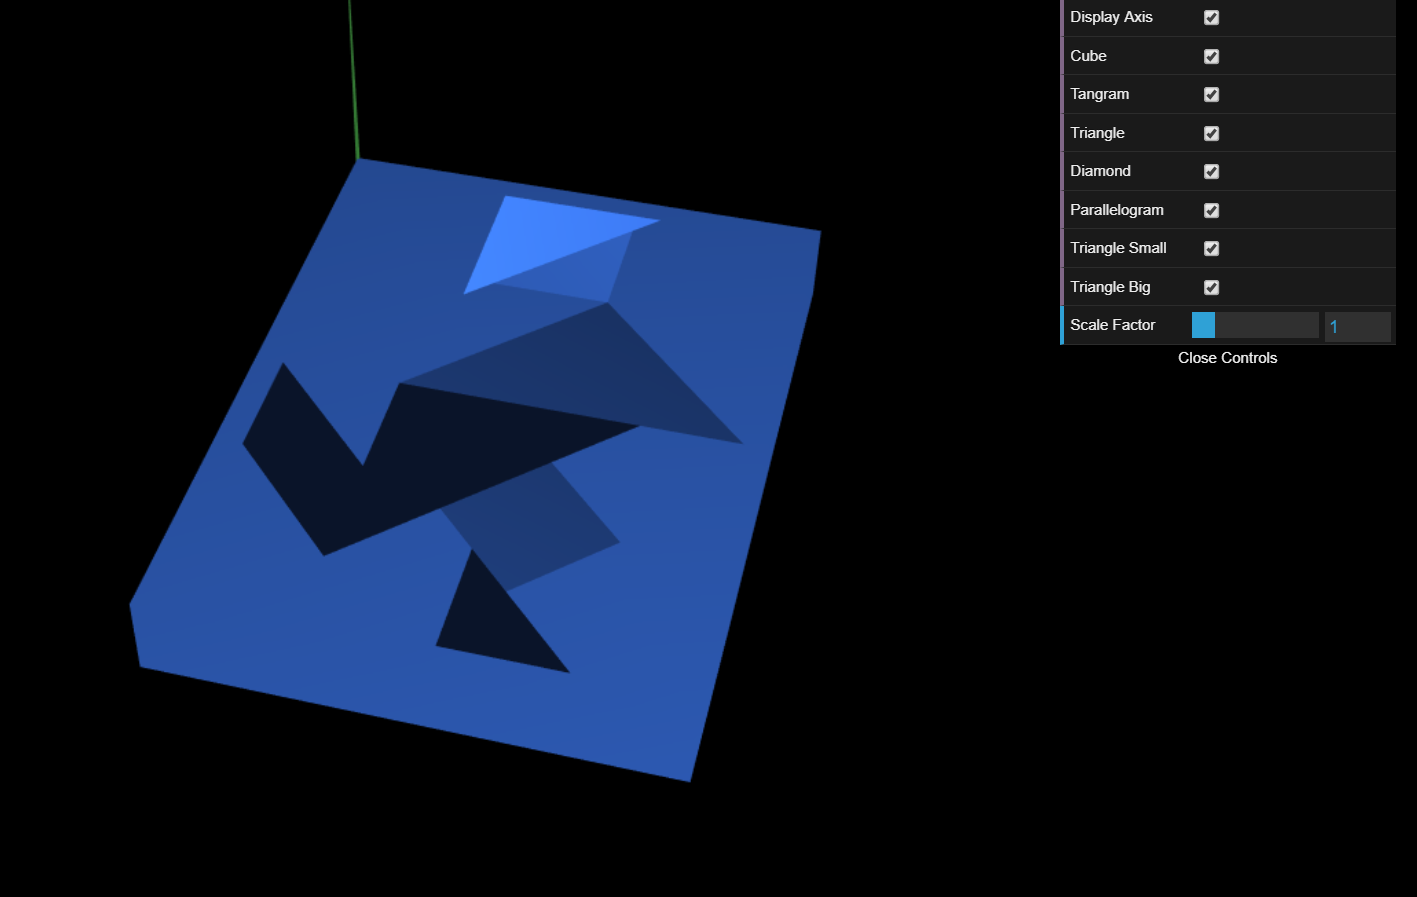 Display Axis
Cube
Tangram
Triangle
Diamond
Parallelogram
Triangle Small
Triangle Big
Scale Factor 1
Close Controls